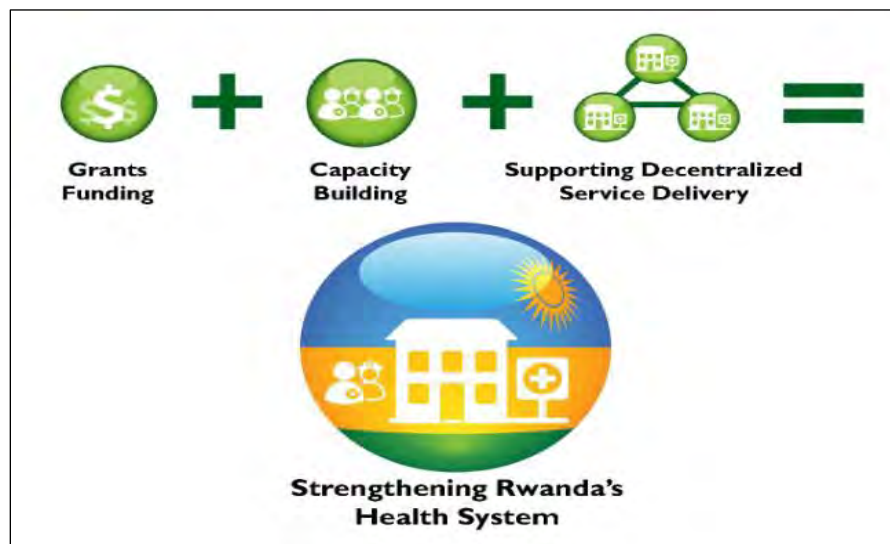 Grants
Funding
Capacity
Building
Supporting Decentralized
Service Delivery
Strengthening Rwanda's
Health System